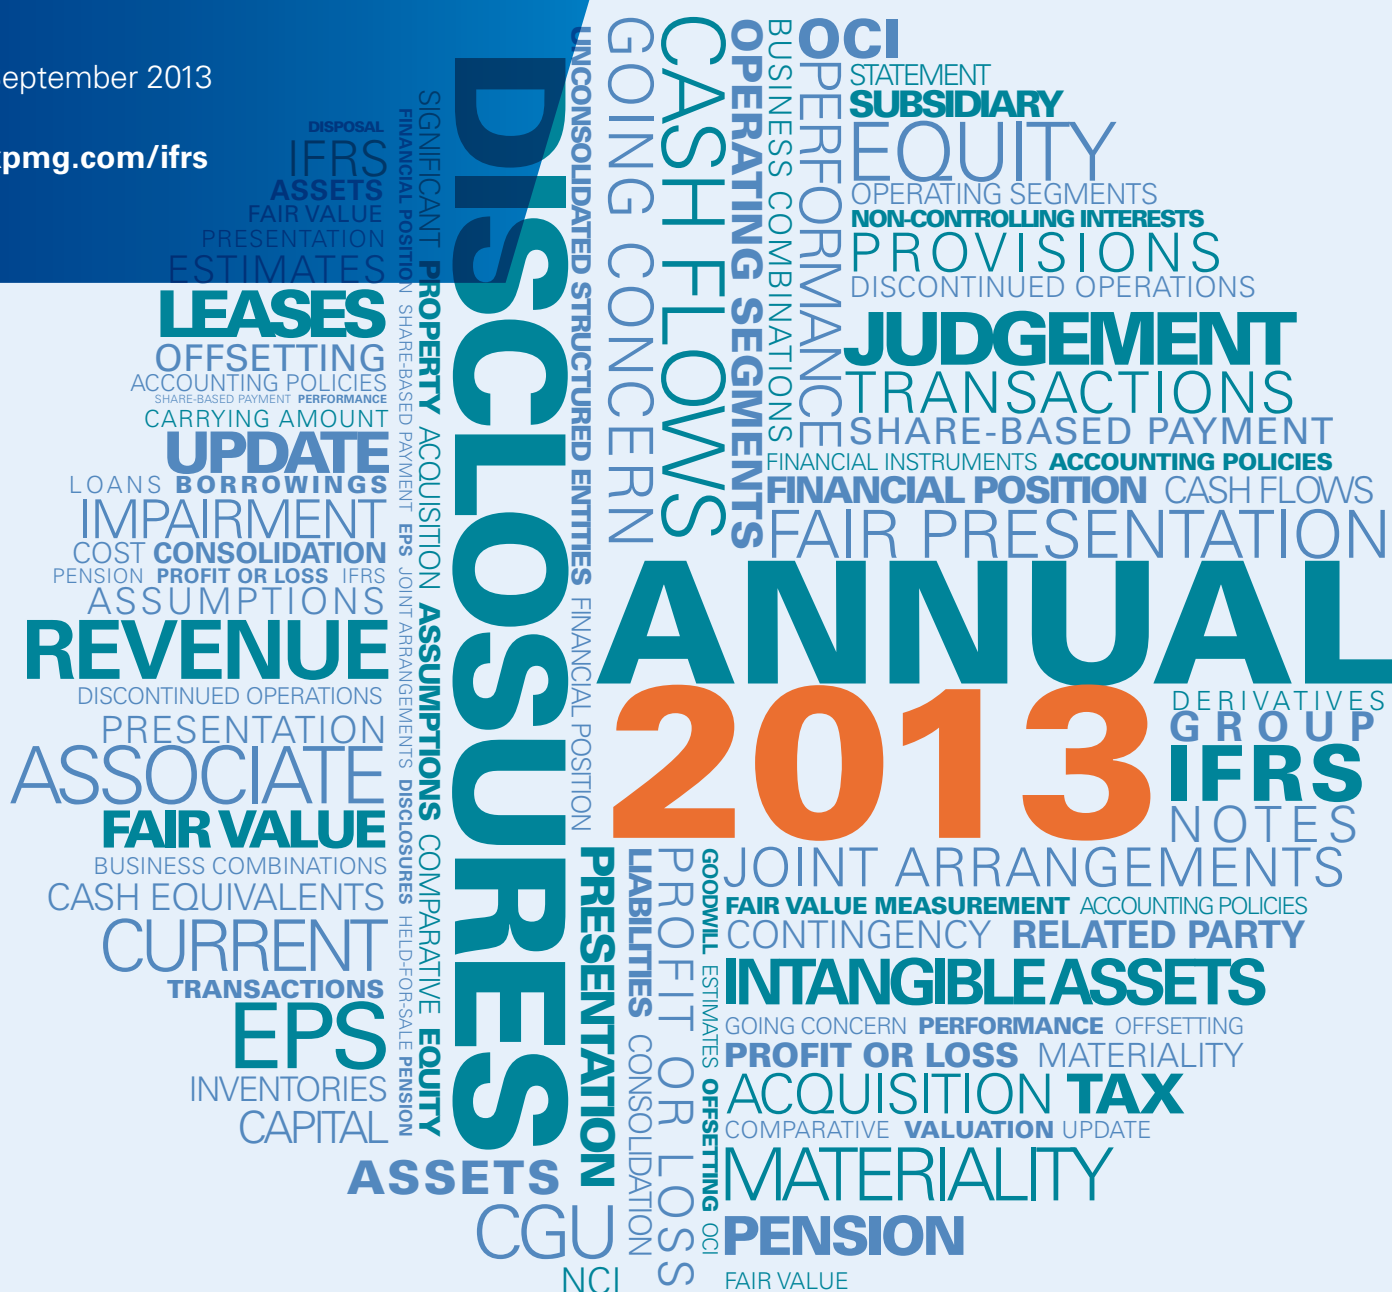 eptember 2013
pmg.com/ifrs
DISPOSAL
IFRS
ASSETS
FAIR VALUE
PRESENTATION
ESTIMATES
LEASES
OFFSETTING
ACCOUNTING POLICIES
SHARE-BASED PAYMENT PERFORMANCE
CARRYING AMOUNT
UPDATE
LOANS BORROWINGS
IMPAIRMENT
COST CONSOLIDATION
PENSION PROFIT OR LOSS IFRS
ASSUMPTIONS
REVENUE
DISCONTINUED OPERATIONS
PRESENTATION
ASSOCIATE
FAIR VALUE
BUSINESS COMBINATIONS
CASH EQUIVALENTS
CURRENT
TRANSACTIONS
EPS
INVENTORIES
CAPITAL
ASSETS
CGU
NCI
FINANCIAL POSITION SHARE-BASED PAYMENT EPS JOINT ARRANGEMENTS DISCLOSURES HELD-FOR-SALE PENSION
SIGNIFICANT PROPERTY ACQUISITION ASSUMPTIONS COMPARATIVE EQUITY
DISCLOSURES
UNCONSOLIDATED STRUCTURED ENTITIES FINANCIAL POSITION
GOING CONCERN
CASH FLOWS
OPERATING SEGMENTS
BUSINESS COMBINATIONS
PERFORMANCE
OCI
STATEMENT
SUBSIDIARY
EQUITY
OPERATING SEGMENTS
NON-CONTROLLING INTERESTS
PROVISIONS
DISCONTINUED OPERATIONS
JUDGEMENT
TRANSACTIONS
SHARE-BASED PAYMENT
FINANCIAL INSTRUMENTS ACCOUNTING POLICIES
FINANCIAL POSITION CASH FLOWS
FAIR PRESENTATION
ANNUAL
2013
DERIVATIVES
GROUP
IFRS
NOTES
PRESENTATION
LIABILITIES CONSOLIDATION
PROFIT OR LOSS
GOODWILL ESTIMATES OFFSETTING OCI
JOINT ARRANGEMENTS
FAIR VALUE MEASUREMENT ACCOUNTING POLICIES
CONTINGENCY RELATED PARTY
INTANGIBLE ASSETS
GOING CONCERN PERFORMANCE OFFSETTING
PROFIT OR LOSS MATERIALITY
ACQUISITION TAX
COMPARATIVE VALUATION UPDATE
MATERIALITY
PENSION
FAIR VALUE